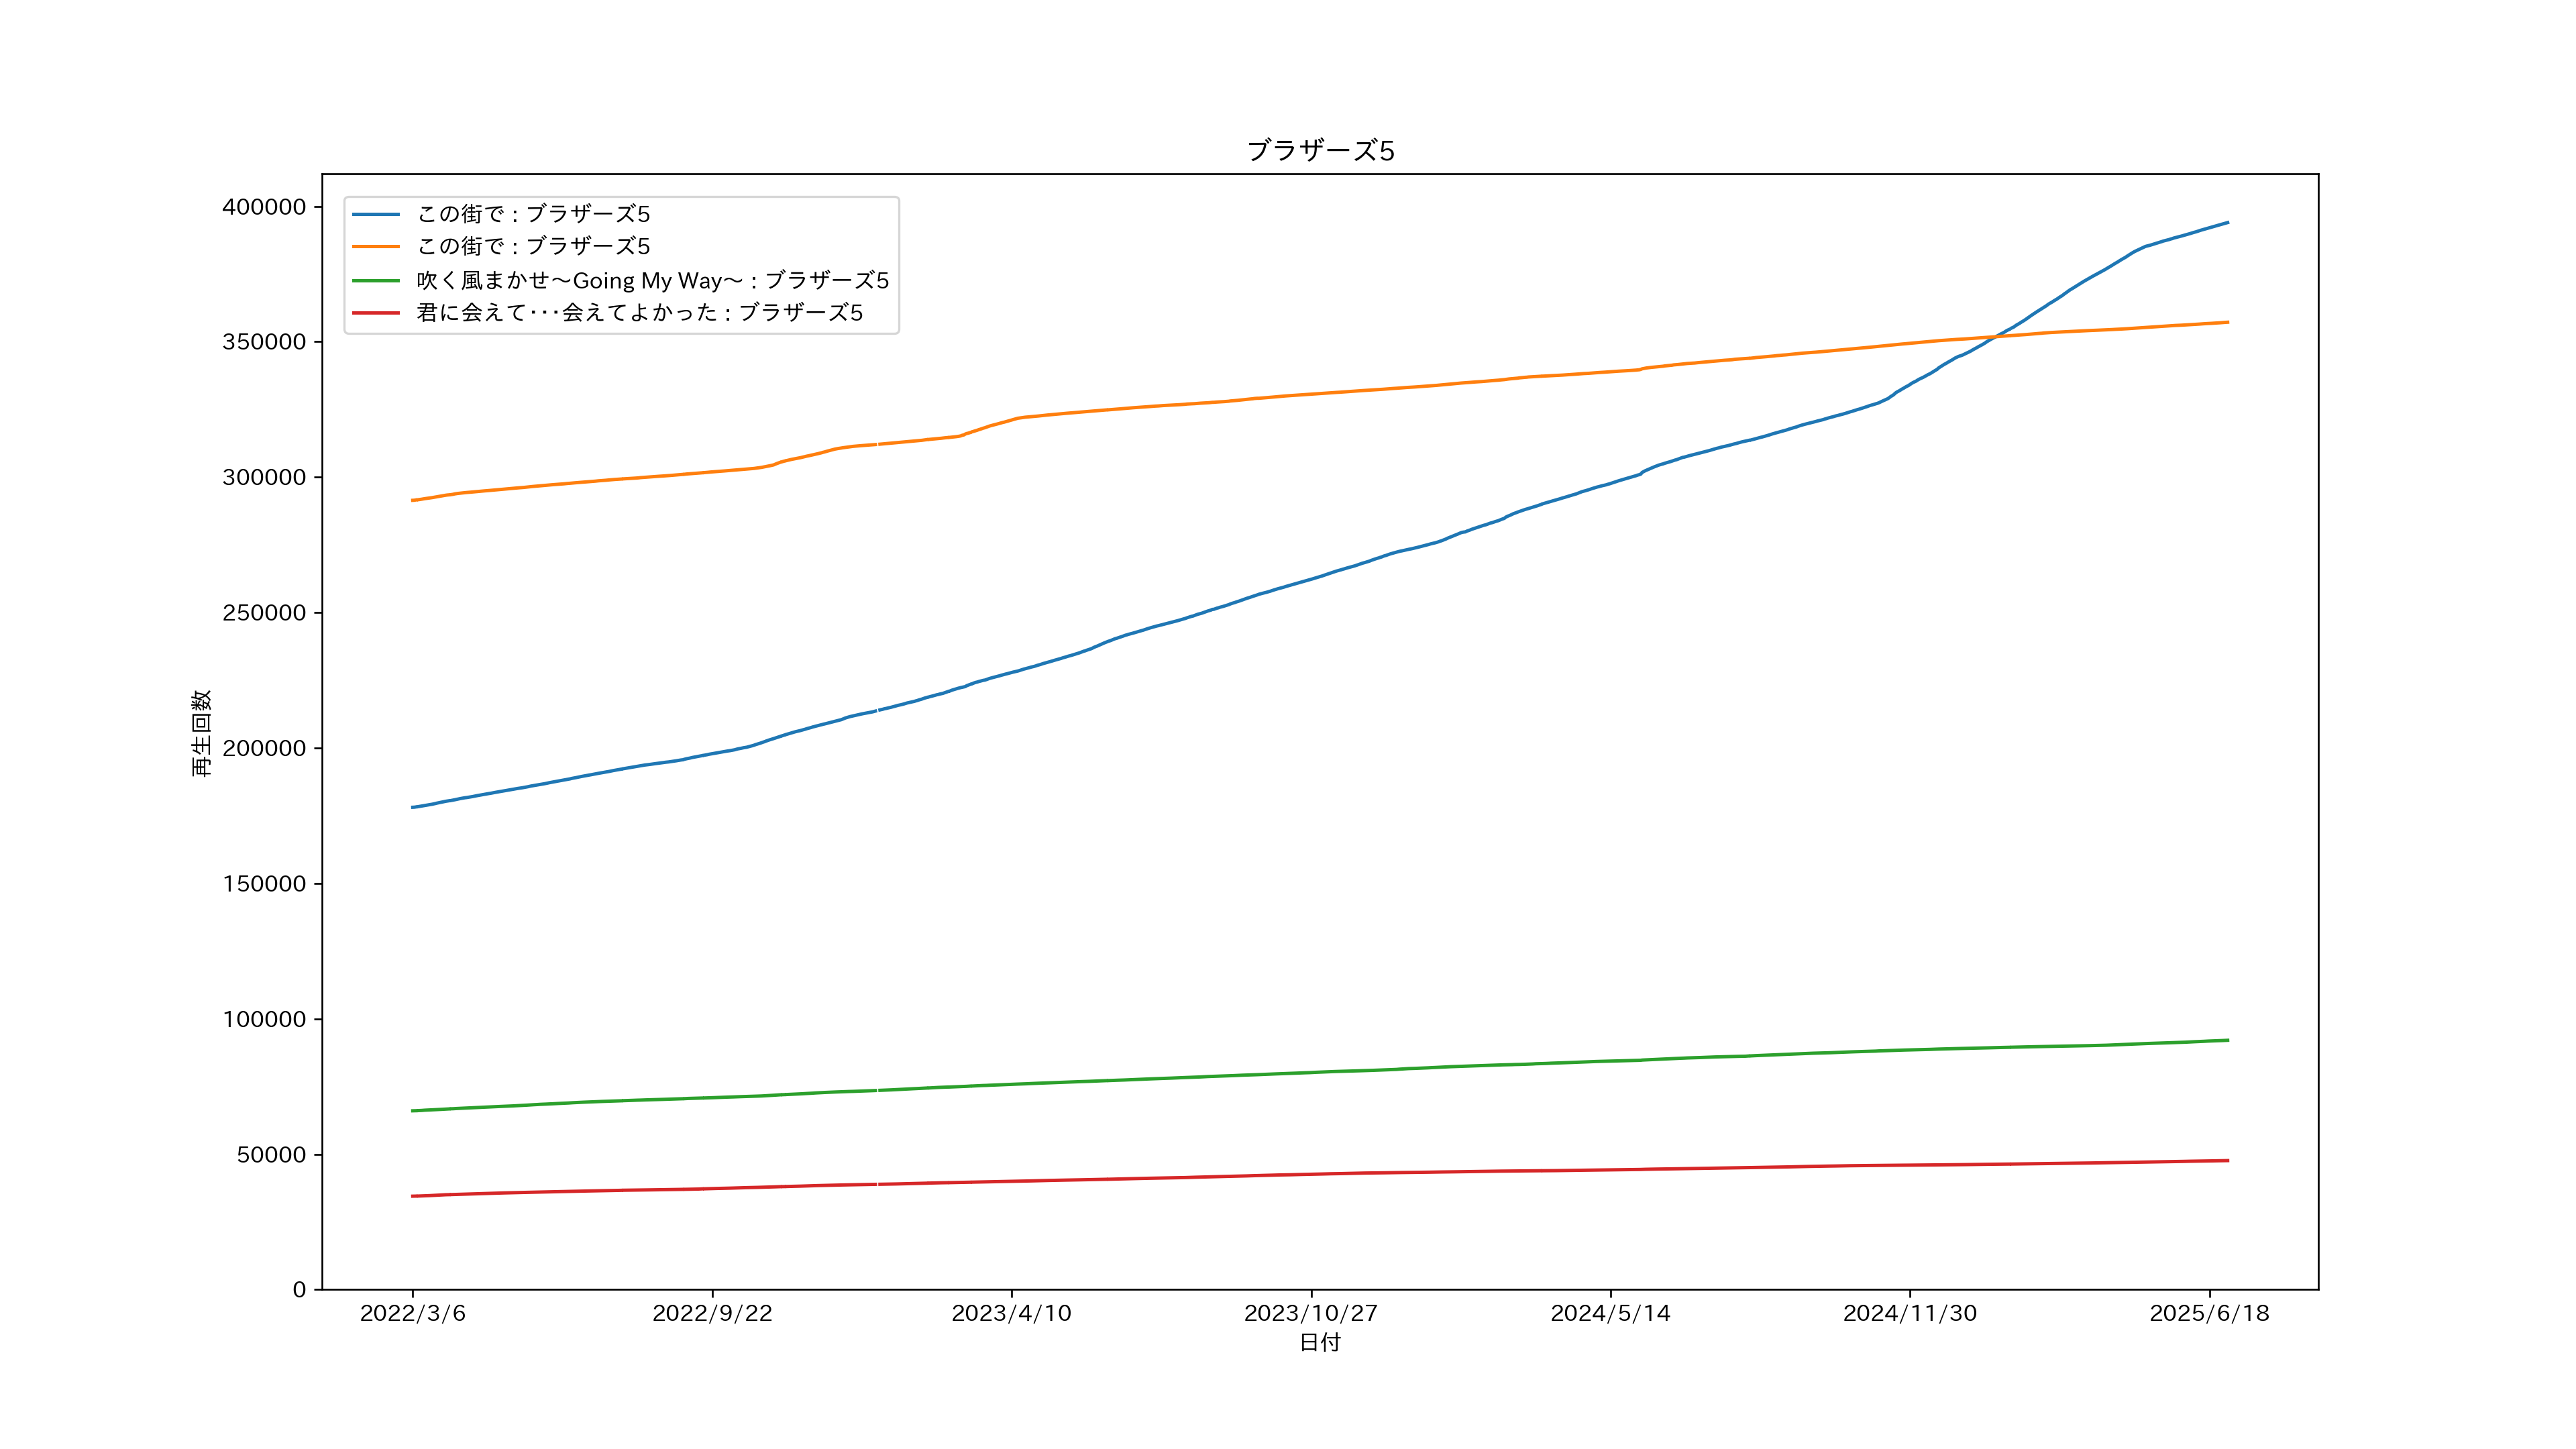 ブラザーズ5
この街で : ブラザーズ5
この街で : ブラザーズ5
吹く風まかせ〜Going My Way〜 : ブラザーズ5
君に会えて･･･会えてよかった : ブラザーズ5
400000
350000
300000
250000
200000
150000
100000
50000
0
再生回数
2022/3/6 2022/9/22 2023/4/10 2023/10/27 2024/5/14 2024/11/30 2025/6/18
日付